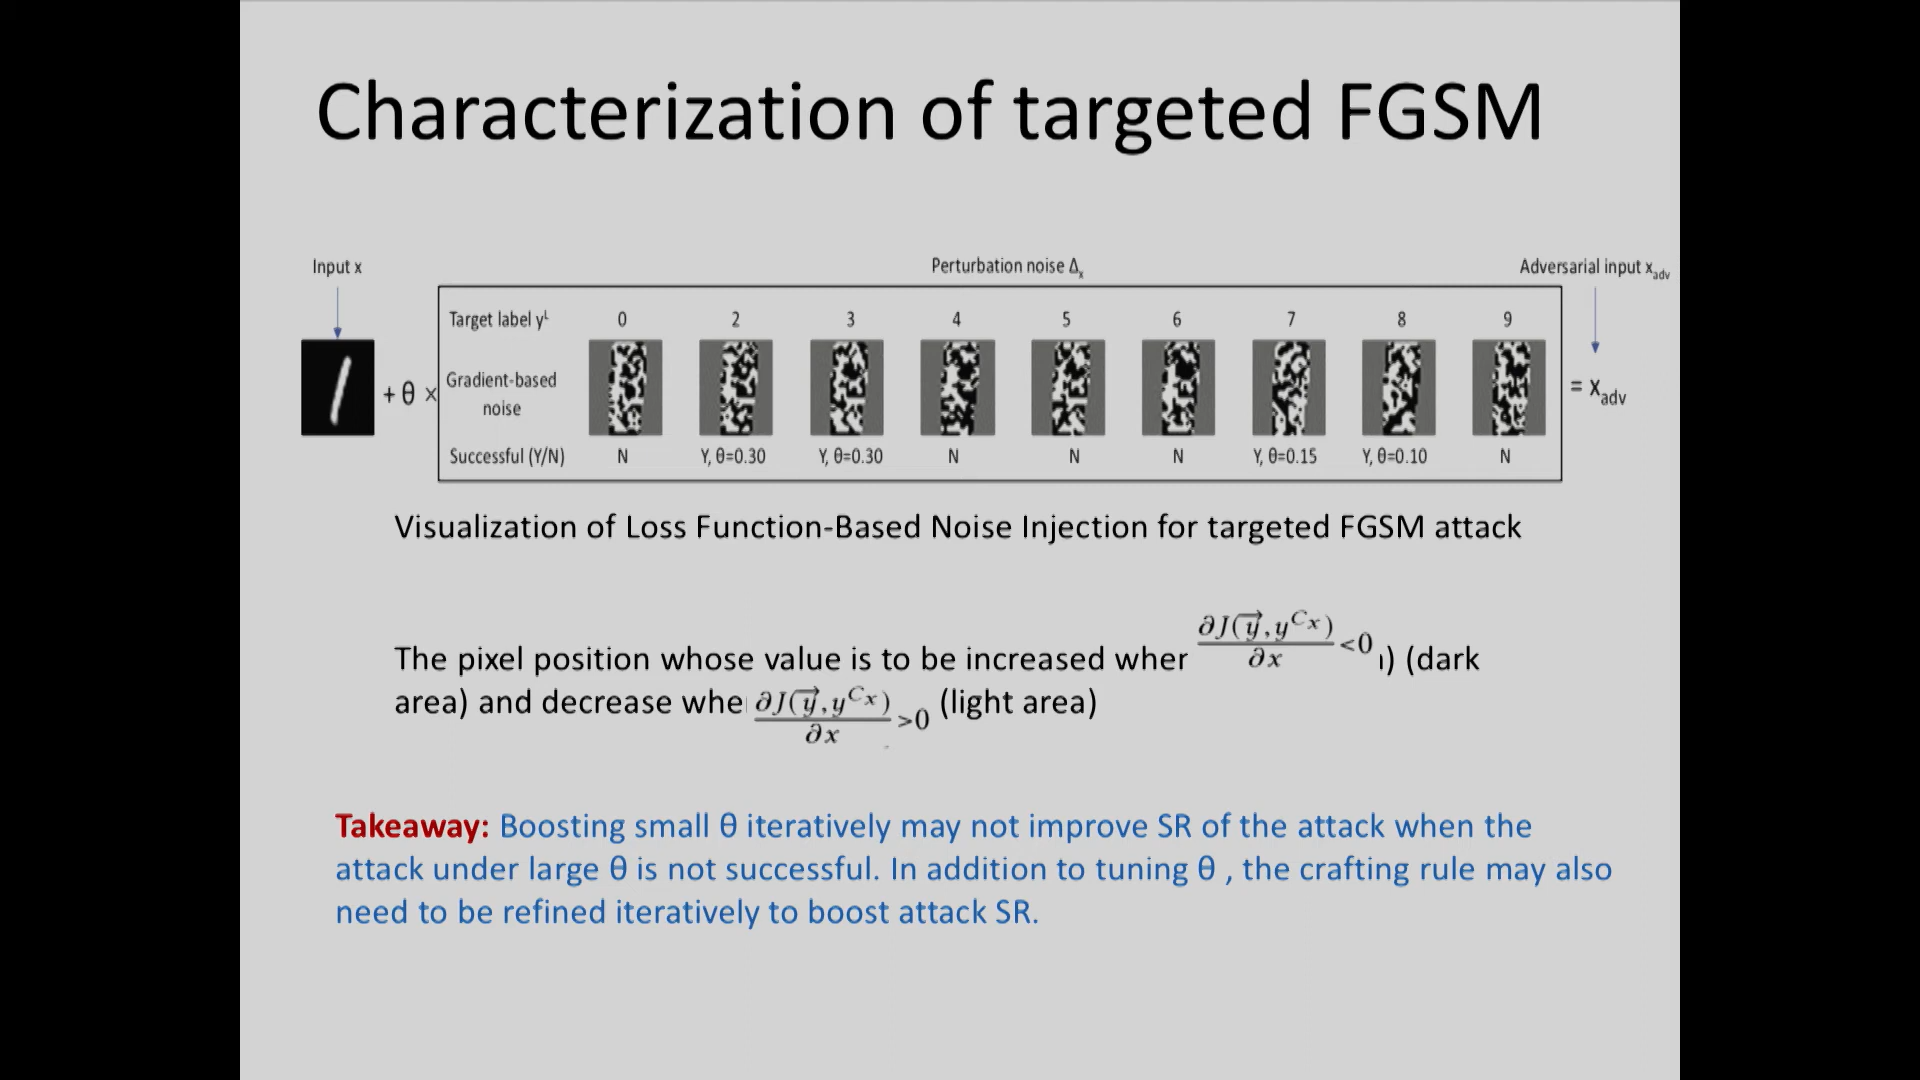 Characterization of targeted FGSM
Input x
Perturbation noise Δx
Adversarial input xadv
Target label yᴸ 0 2 3 4 5 6 7 8 9
+ θ × Gradient-based
noise
= xadv
Successful (Y/N) N Y, θ=0.30 Y, θ=0.30 N N N Y, θ=0.15 Y, θ=0.10 N
Visualization of Loss Function-Based Noise Injection for targeted FGSM attack
The pixel position whose value is to be increased wher ∂J(y⃗,y^Cx)/∂x <0 ) (dark
area) and decrease whe ∂J(y⃗,y^Cx)/∂x >0 (light area)
Takeaway: Boosting small θ iteratively may not improve SR of the attack when the
attack under large θ is not successful. In addition to tuning θ , the crafting rule may also
need to be refined iteratively to boost attack SR.